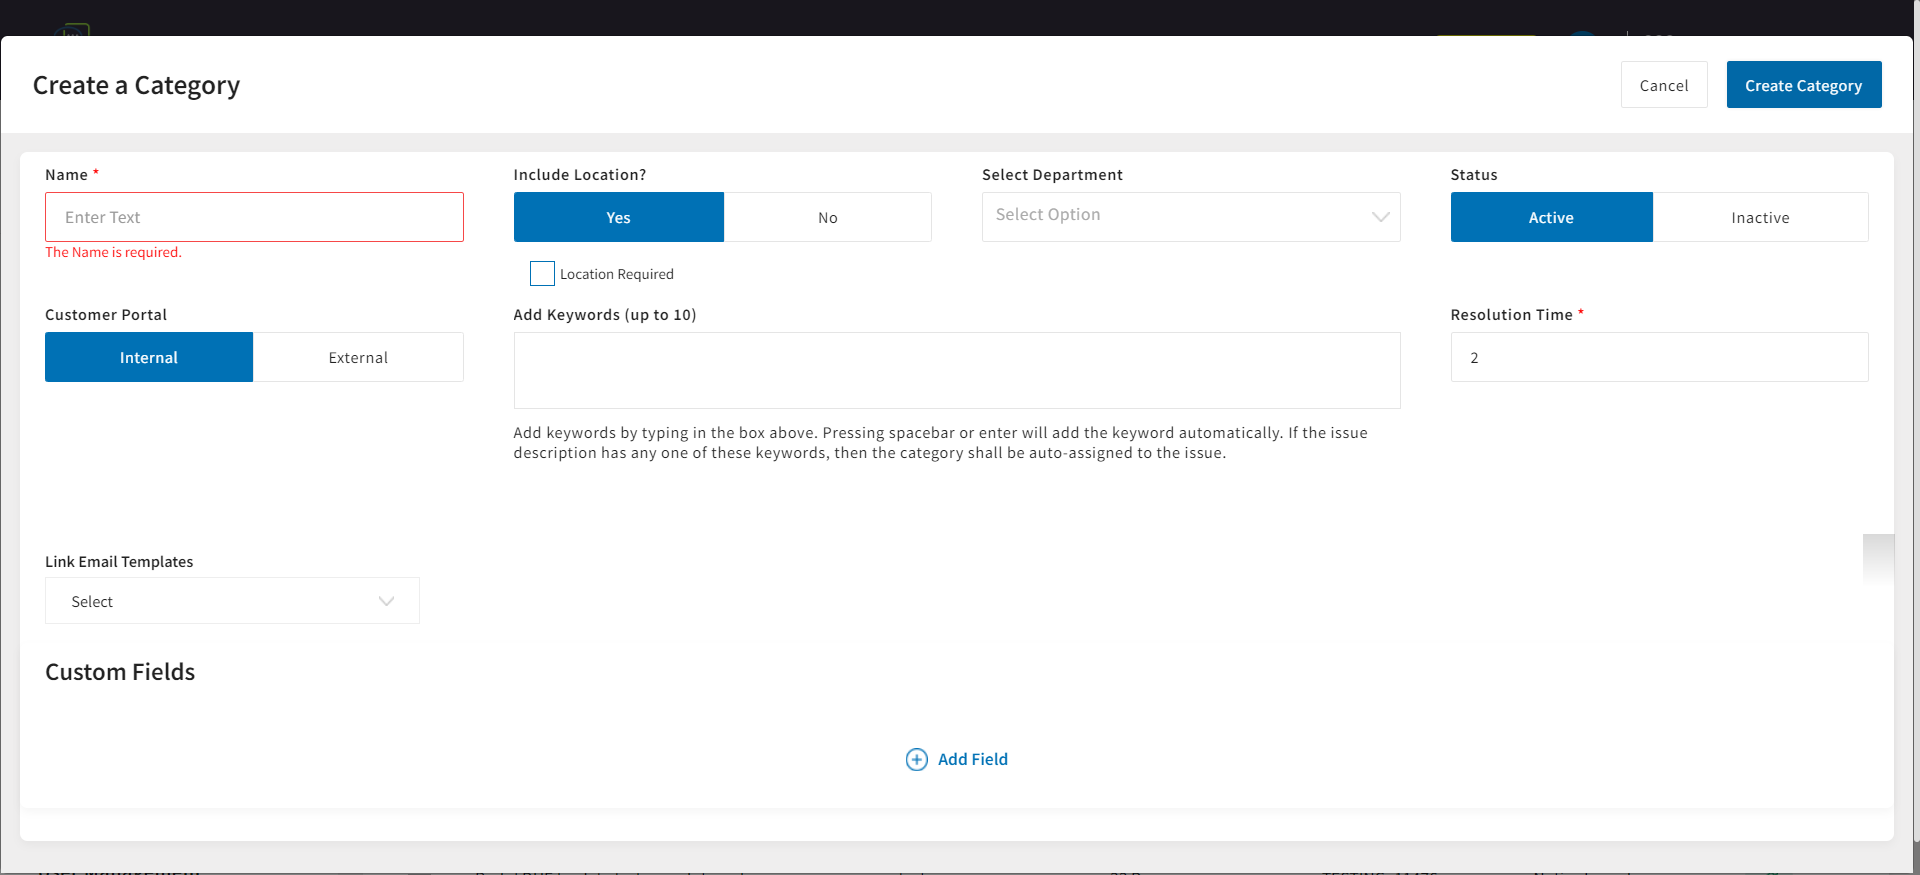 Create a Category
Cancel
Create Category
Name *
Enter Text
The Name is required.
Include Location?
Yes
No
Location Required
Select Department
Select Option
Status
Active
Inactive
Customer Portal
Internal
External
Add Keywords (up to 10)
Add keywords by typing in the box above. Pressing spacebar or enter will add the keyword automatically. If the issue
description has any one of these keywords, then the category shall be auto-assigned to the issue.
Resolution Time *
2
Link Email Templates
Select
Custom Fields
Add Field